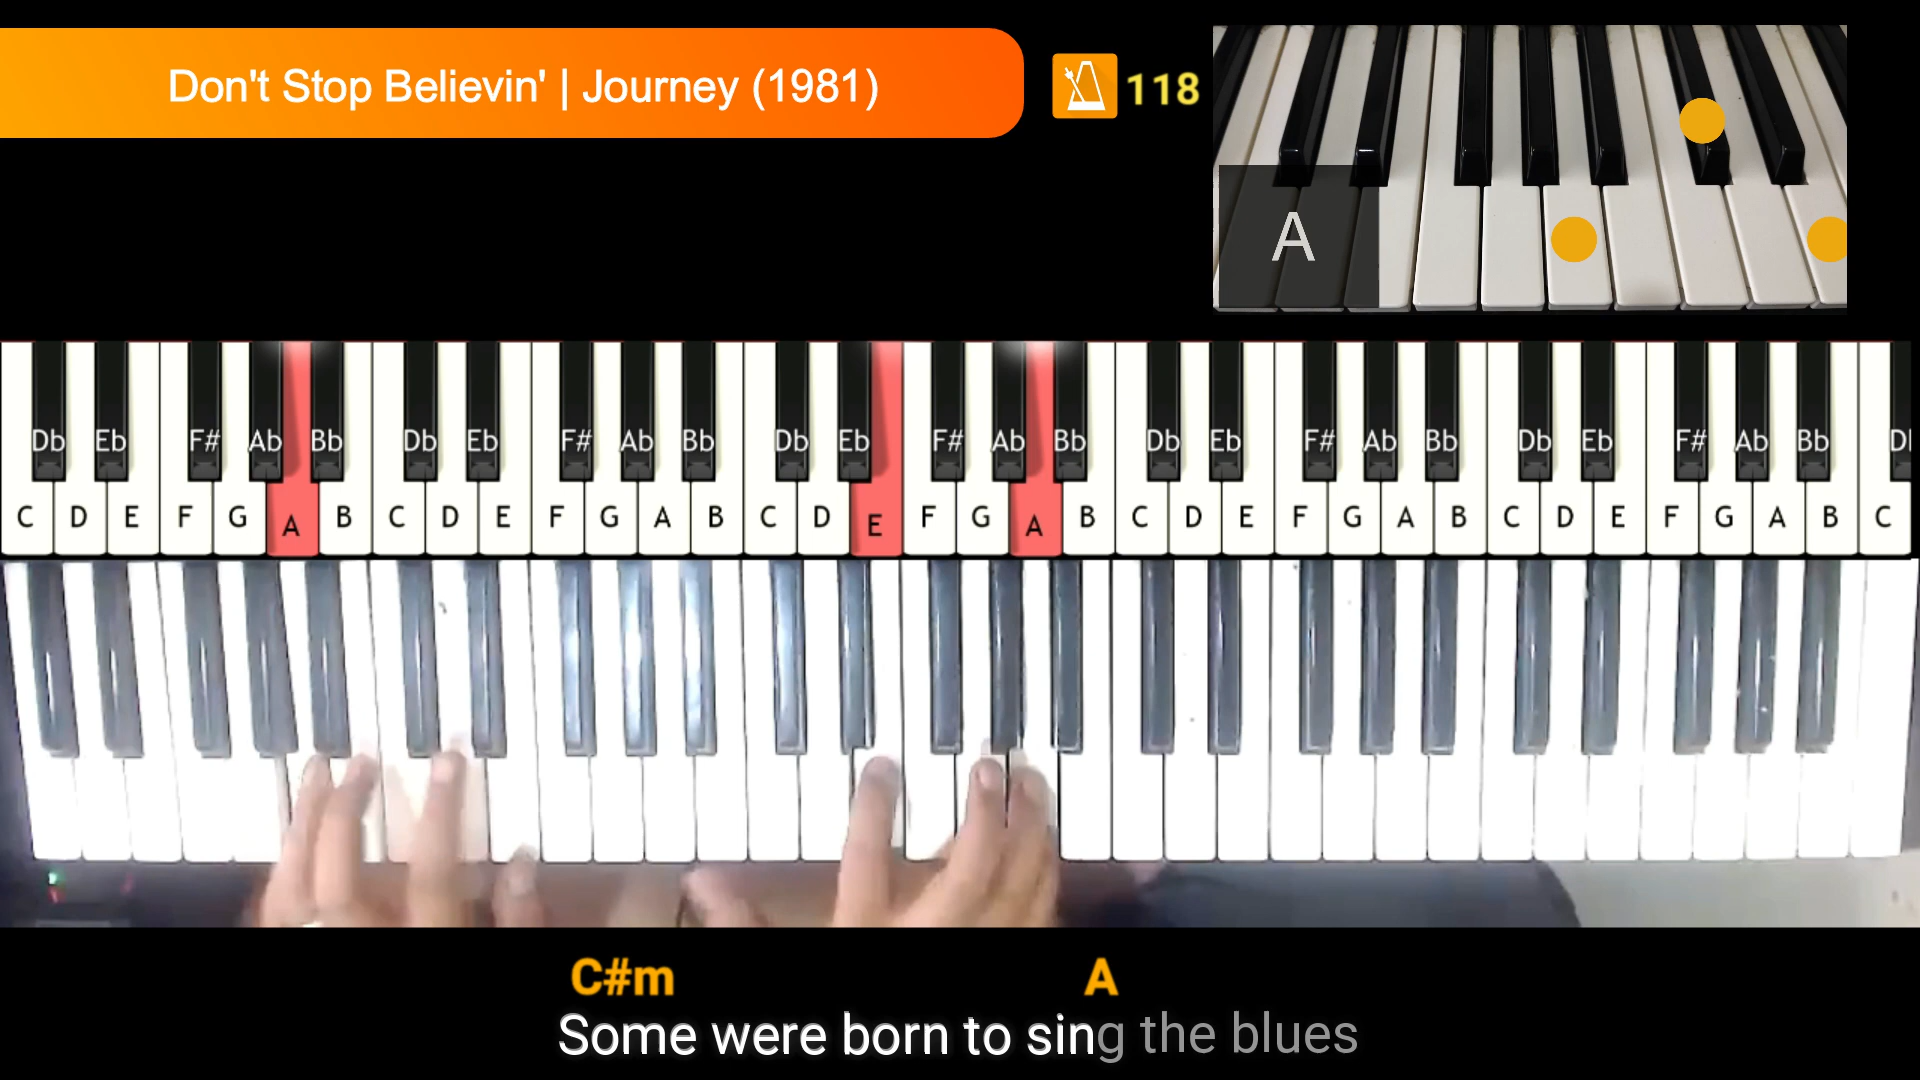 Don't Stop Believin' | Journey (1981)
118
A
Db Eb F# Ab Bb Db Eb F# Ab Bb Db Eb F# Ab Bb Db Eb F# Ab Bb Db Eb F# Ab Bb D
C D E F G A B C D E F G A B C D E F G A B C D E F G A B C D E F G A B C
C#m A
Some were born to sing the blues